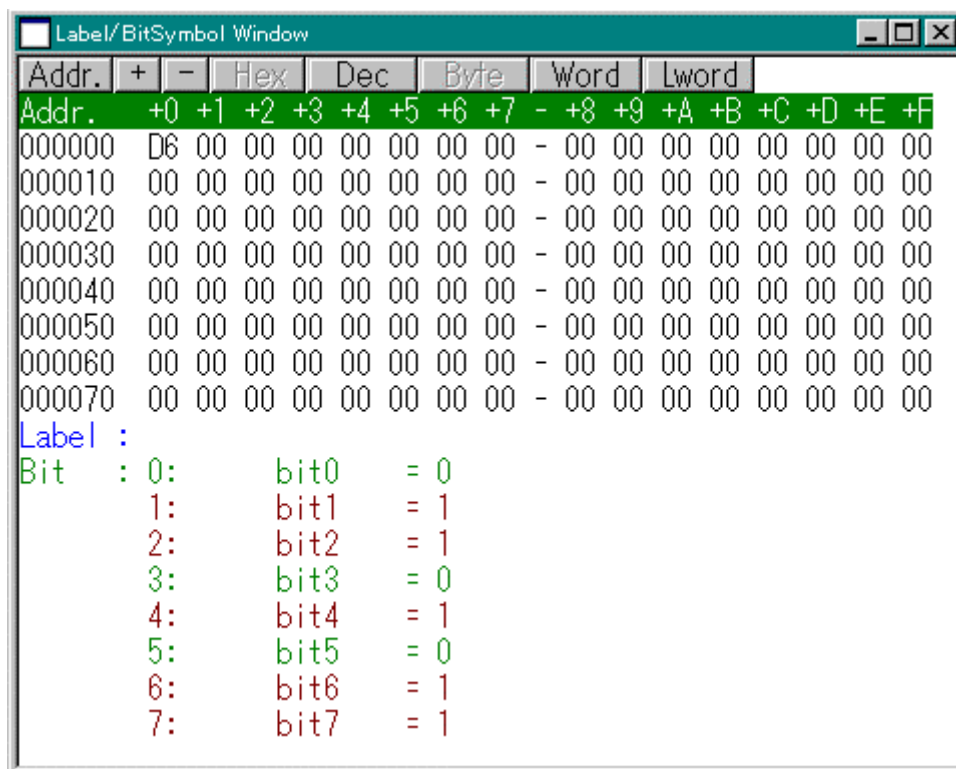 Label/BitSymbol Window
Addr. + - Hex Dec Byte Word Lword
Addr. +0 +1 +2 +3 +4 +5 +6 +7 - +8 +9 +A +B +C +D +E +F
000000 D6 00 00 00 00 00 00 00 - 00 00 00 00 00 00 00 00
000010 00 00 00 00 00 00 00 00 - 00 00 00 00 00 00 00 00
000020 00 00 00 00 00 00 00 00 - 00 00 00 00 00 00 00 00
000030 00 00 00 00 00 00 00 00 - 00 00 00 00 00 00 00 00
000040 00 00 00 00 00 00 00 00 - 00 00 00 00 00 00 00 00
000050 00 00 00 00 00 00 00 00 - 00 00 00 00 00 00 00 00
000060 00 00 00 00 00 00 00 00 - 00 00 00 00 00 00 00 00
000070 00 00 00 00 00 00 00 00 - 00 00 00 00 00 00 00 00
Label :
Bit : 0: bit0 = 0
1: bit1 = 1
2: bit2 = 1
3: bit3 = 0
4: bit4 = 1
5: bit5 = 0
6: bit6 = 1
7: bit7 = 1